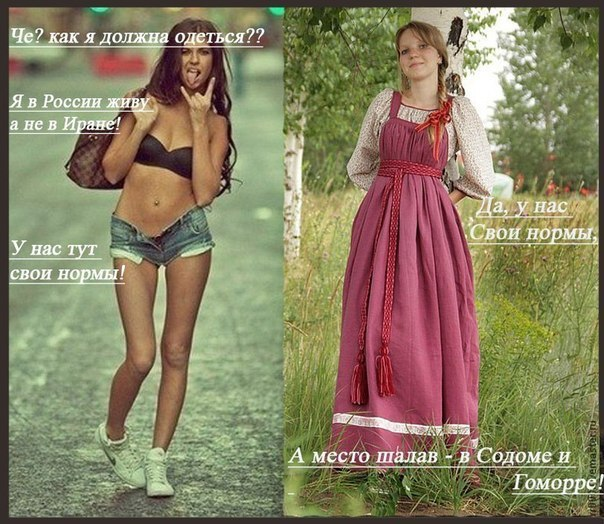 Че? как я должна одеться??
Я в России живу
а не в Иране!
У нас тут
свои нормы!
Да, у нас
Свои нормы,
А место шалав - в Содоме и
Гоморре!